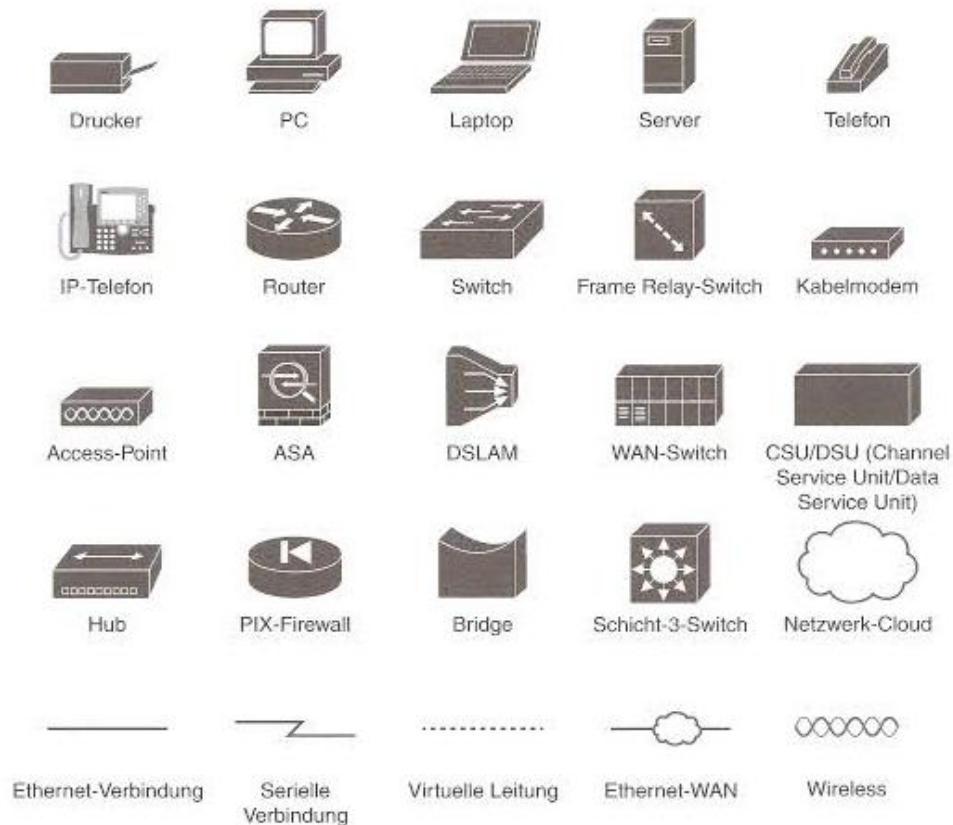 Drucker
PC
Laptop
Server
Telefon
IP-Telefon
Router
Switch
Frame Relay-Switch
Kabelmodem
Access-Point
ASA
DSLAM
WAN-Switch
CSU/DSU (Channel
Service Unit/Data
Service Unit)
Hub
PIX-Firewall
Bridge
Schicht-3-Switch
Netzwerk-Cloud
Ethernet-Verbindung
Serielle
Verbindung
Virtuelle Leitung
Ethernet-WAN
Wireless